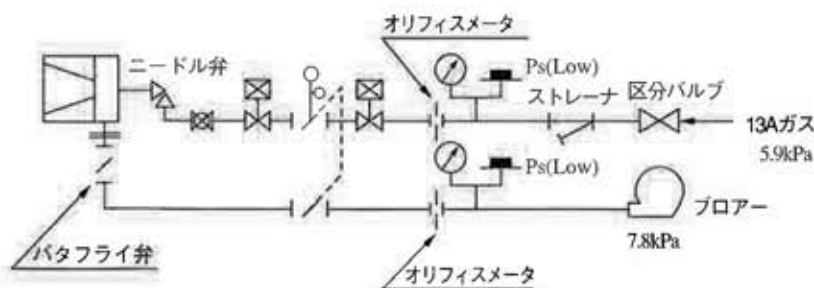 オリフィスメータ
ニードル弁
Ps(Low)
ストレーナ
区分バルブ
13Aガス
5.9kPa
Ps(Low)
ブロアー
7.8kPa
バタフライ弁
オリフィスメータ